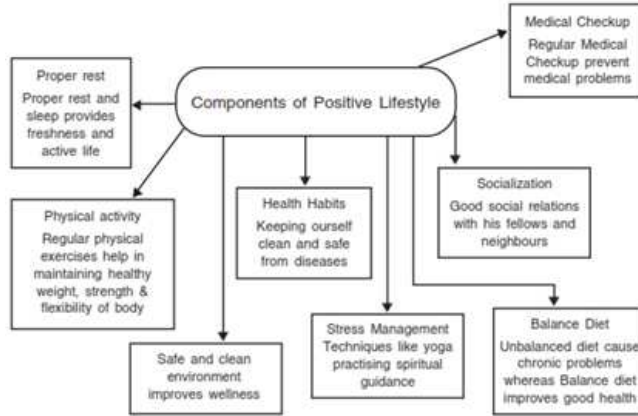 Components of Positive Lifestyle
Medical Checkup
Regular Medical
Checkup prevent
medical problems
Proper rest
Proper rest and
sleep provides
freshness and
active life
Physical activity
Regular physical
exercises help in
maintaining healthy
weight, strength &
flexibility of body
Health Habits
Keeping ourself
clean and safe
from diseases
Socialization
Good social relations
with his fellows and
neighbours
Safe and clean
environment
improves wellness
Stress Management
Techniques like yoga
practising spiritual
guidance
Balance Diet
Unbalanced diet cause
chronic problems
whereas Balance diet
improves good health